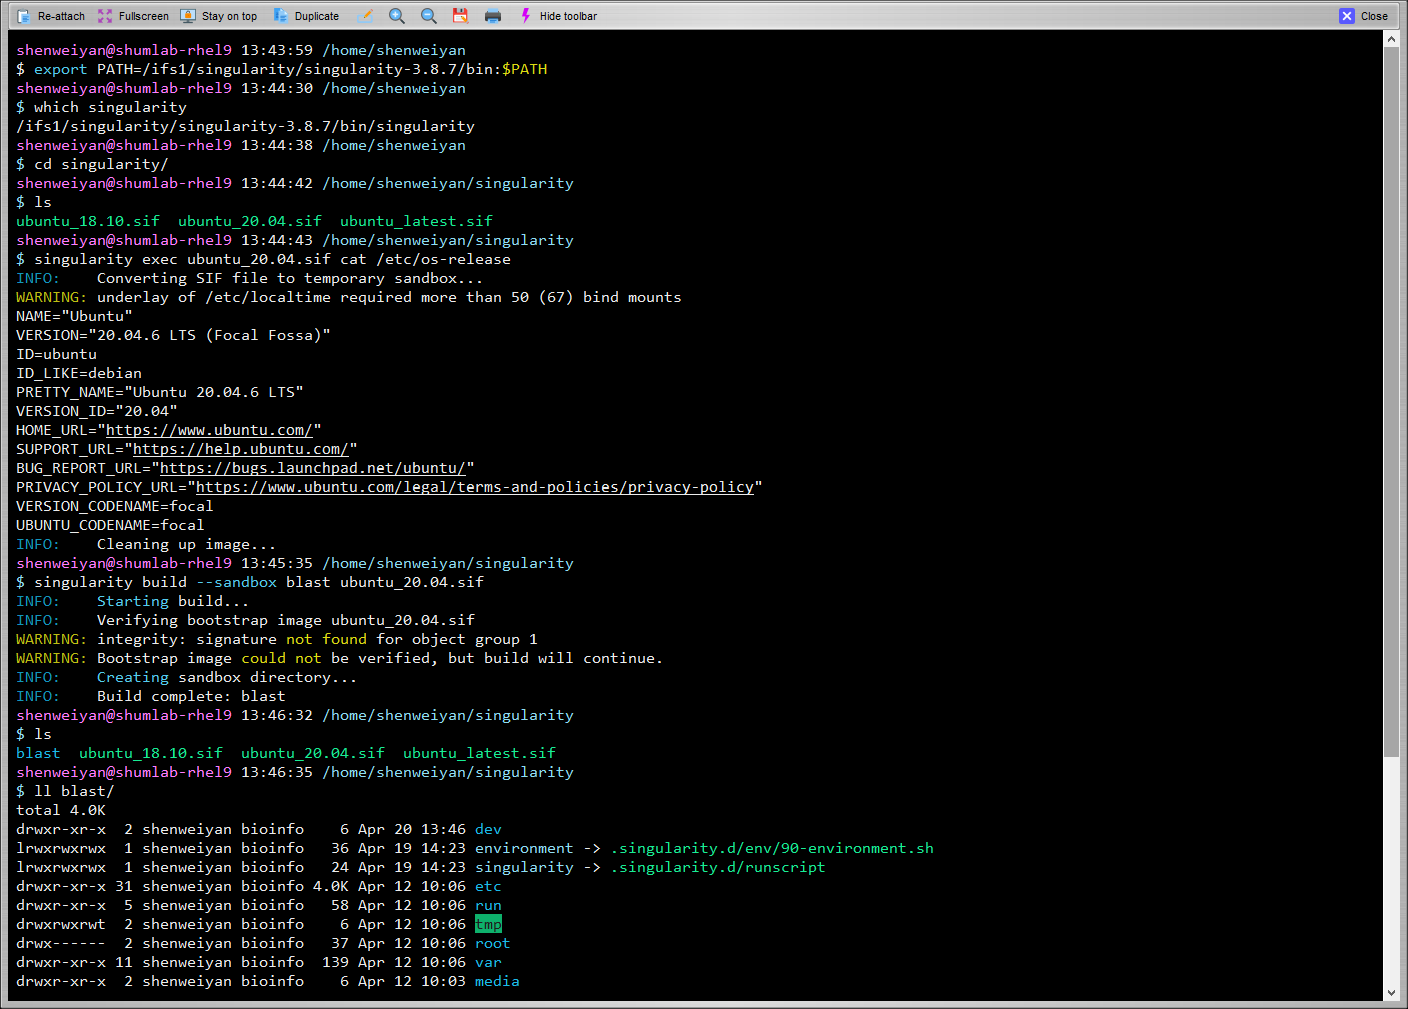 Re-attach Fullscreen Stay on top Duplicate Hide toolbar Close
shenweiyan@shumlab-rhel9 13:43:59 /home/shenweiyan
$ export PATH=/ifs1/singularity/singularity-3.8.7/bin:$PATH
shenweiyan@shumlab-rhel9 13:44:30 /home/shenweiyan
$ which singularity
/ifs1/singularity/singularity-3.8.7/bin/singularity
shenweiyan@shumlab-rhel9 13:44:38 /home/shenweiyan
$ cd singularity/
shenweiyan@shumlab-rhel9 13:44:42 /home/shenweiyan/singularity
$ ls
ubuntu_18.10.sif  ubuntu_20.04.sif  ubuntu_latest.sif
shenweiyan@shumlab-rhel9 13:44:43 /home/shenweiyan/singularity
$ singularity exec ubuntu_20.04.sif cat /etc/os-release
INFO:    Converting SIF file to temporary sandbox...
WARNING: underlay of /etc/localtime required more than 50 (67) bind mounts
NAME="Ubuntu"
VERSION="20.04.6 LTS (Focal Fossa)"
ID=ubuntu
ID_LIKE=debian
PRETTY_NAME="Ubuntu 20.04.6 LTS"
VERSION_ID="20.04"
HOME_URL="https://www.ubuntu.com/"
SUPPORT_URL="https://help.ubuntu.com/"
BUG_REPORT_URL="https://bugs.launchpad.net/ubuntu/"
PRIVACY_POLICY_URL="https://www.ubuntu.com/legal/terms-and-policies/privacy-policy"
VERSION_CODENAME=focal
UBUNTU_CODENAME=focal
INFO:    Cleaning up image...
shenweiyan@shumlab-rhel9 13:45:35 /home/shenweiyan/singularity
$ singularity build --sandbox blast ubuntu_20.04.sif
INFO:    Starting build...
INFO:    Verifying bootstrap image ubuntu_20.04.sif
WARNING: integrity: signature not found for object group 1
WARNING: Bootstrap image could not be verified, but build will continue.
INFO:    Creating sandbox directory...
INFO:    Build complete: blast
shenweiyan@shumlab-rhel9 13:46:32 /home/shenweiyan/singularity
$ ls
blast  ubuntu_18.10.sif  ubuntu_20.04.sif  ubuntu_latest.sif
shenweiyan@shumlab-rhel9 13:46:35 /home/shenweiyan/singularity
$ ll blast/
total 4.0K
drwxr-xr-x  2 shenweiyan bioinfo    6 Apr 20 13:46 dev
lrwxrwxrwx  1 shenweiyan bioinfo   36 Apr 19 14:23 environment -> .singularity.d/env/90-environment.sh
lrwxrwxrwx  1 shenweiyan bioinfo   24 Apr 19 14:23 singularity -> .singularity.d/runscript
drwxr-xr-x 31 shenweiyan bioinfo 4.0K Apr 12 10:06 etc
drwxr-xr-x  5 shenweiyan bioinfo   58 Apr 12 10:06 run
drwxrwxrwt  2 shenweiyan bioinfo    6 Apr 12 10:06 tmp
drwx------  2 shenweiyan bioinfo   37 Apr 12 10:06 root
drwxr-xr-x 11 shenweiyan bioinfo  139 Apr 12 10:06 var
drwxr-xr-x  2 shenweiyan bioinfo    6 Apr 12 10:03 media